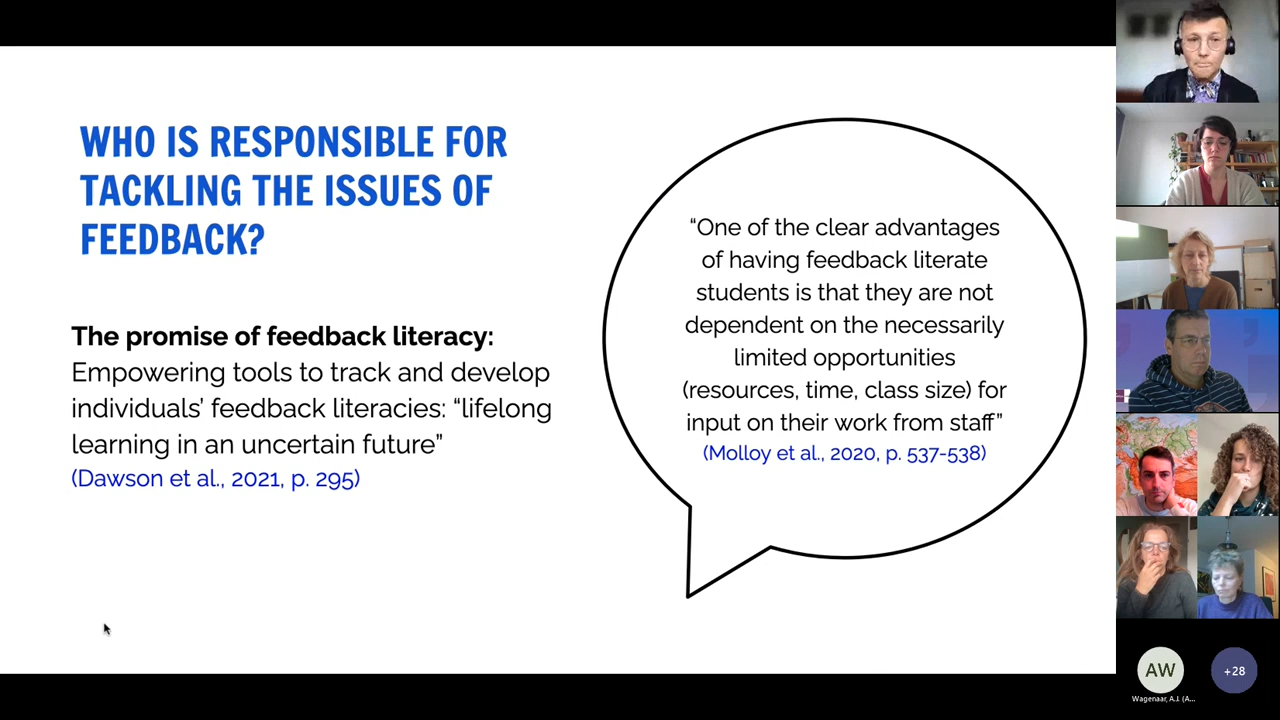 WHO IS RESPONSIBLE FOR
TACKLING THE ISSUES OF
FEEDBACK?
The promise of feedback literacy:
Empowering tools to track and develop
individuals’ feedback literacies: “lifelong
learning in an uncertain future”
(Dawson et al., 2021, p. 295)
“One of the clear advantages
of having feedback literate
students is that they are not
dependent on the necessarily
limited opportunities
(resources, time, class size) for
input on their work from staff”
(Molloy et al., 2020, p. 537-538)
AW
+28
Wagenaar, A.J. (A...